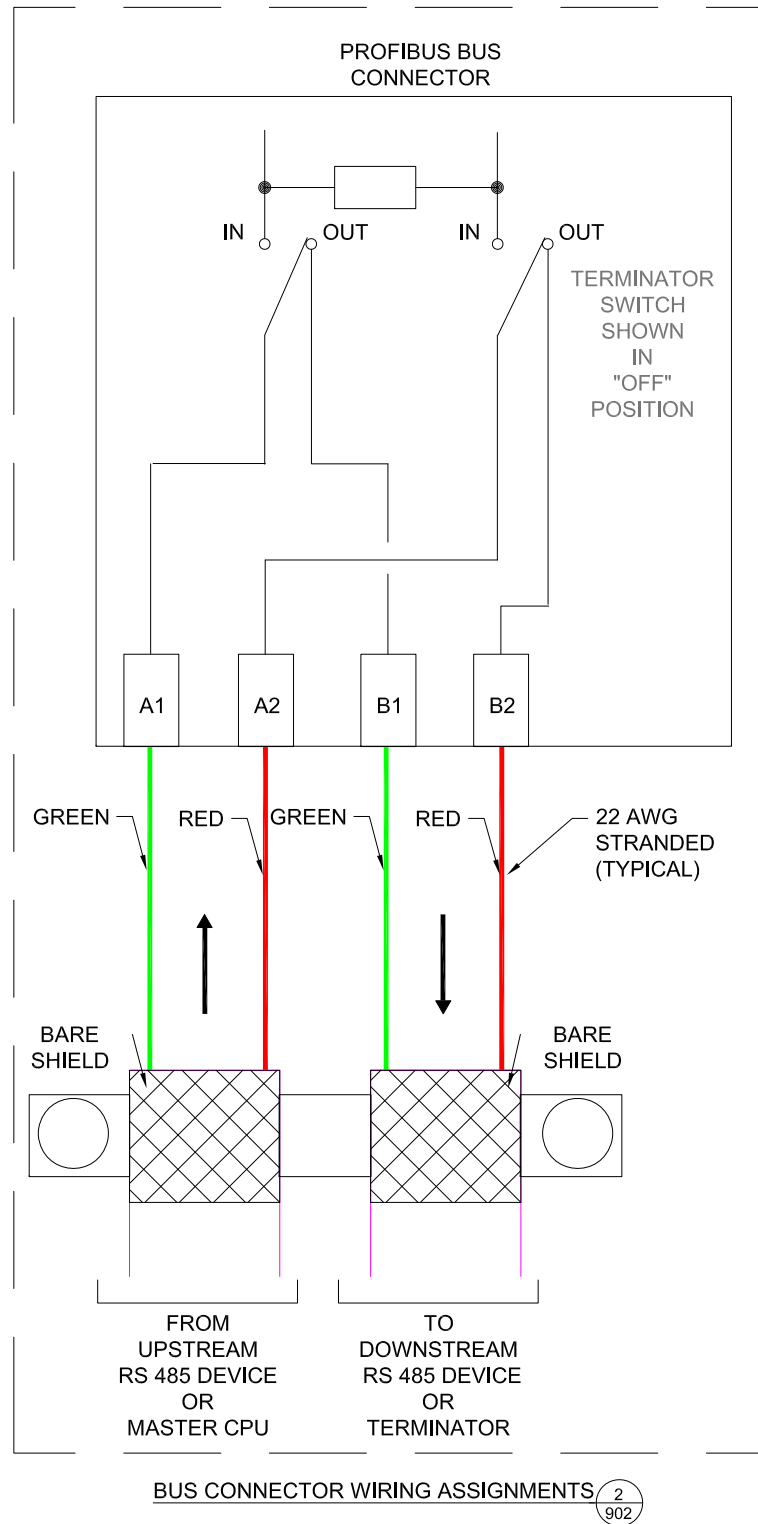 PROFIBUS BUS
CONNECTOR
IN
OUT
IN
OUT
TERMINATOR
SWITCH
SHOWN
IN
"OFF"
POSITION
A1
A2
B1
B2
GREEN
RED
GREEN
RED
22 AWG
STRANDED
(TYPICAL)
BARE
SHIELD
BARE
SHIELD
FROM
UPSTREAM
RS 485 DEVICE
OR
MASTER CPU
TO
DOWNSTREAM
RS 485 DEVICE
OR
TERMINATOR
BUS CONNECTOR WIRING ASSIGNMENTS
2
902